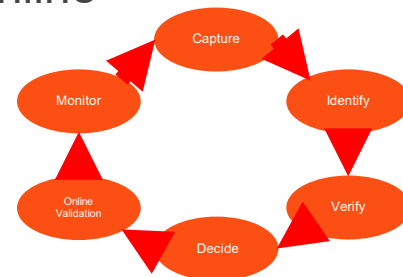 Capture
Identify
Verify
Decide
Online
Validation
Monitor